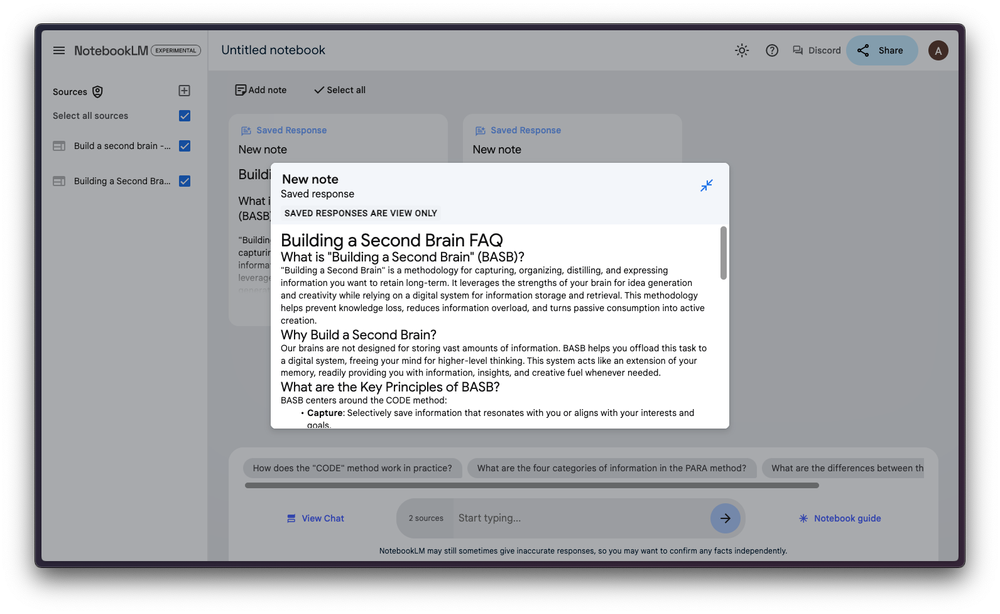 NotebookLM EXPERIMENTAL
Untitled notebook
Discord
Share
A
Sources
Select all sources
Build a second brain -...
Building a Second Bra...
Add note
Select all
Saved Response
New note
Buildi
What i
(BASB)
"Buildin
capturin
informa
leverag
Saved Response
New note
New note
Saved response
SAVED RESPONSES ARE VIEW ONLY
Building a Second Brain FAQ
What is "Building a Second Brain" (BASB)?
"Building a Second Brain" is a methodology for capturing, organizing, distilling, and expressing
information you want to retain long-term. It leverages the strengths of your brain for idea generation
and creativity while relying on a digital system for information storage and retrieval. This methodology
helps prevent knowledge loss, reduces information overload, and turns passive consumption into active
creation.
Why Build a Second Brain?
Our brains are not designed for storing vast amounts of information. BASB helps you offload this task to
a digital system, freeing your mind for higher-level thinking. This system acts like an extension of your
memory, readily providing you with information, insights, and creative fuel whenever needed.
What are the Key Principles of BASB?
BASB centers around the CODE method:
• Capture: Selectively save information that resonates with you or aligns with your interests and
goals.
How does the "CODE" method work in practice?
What are the four categories of information in the PARA method?
What are the differences between th
View Chat
2 sources
Start typing...
Notebook guide
NotebookLM may still sometimes give inaccurate responses, so you may want to confirm any facts independently.